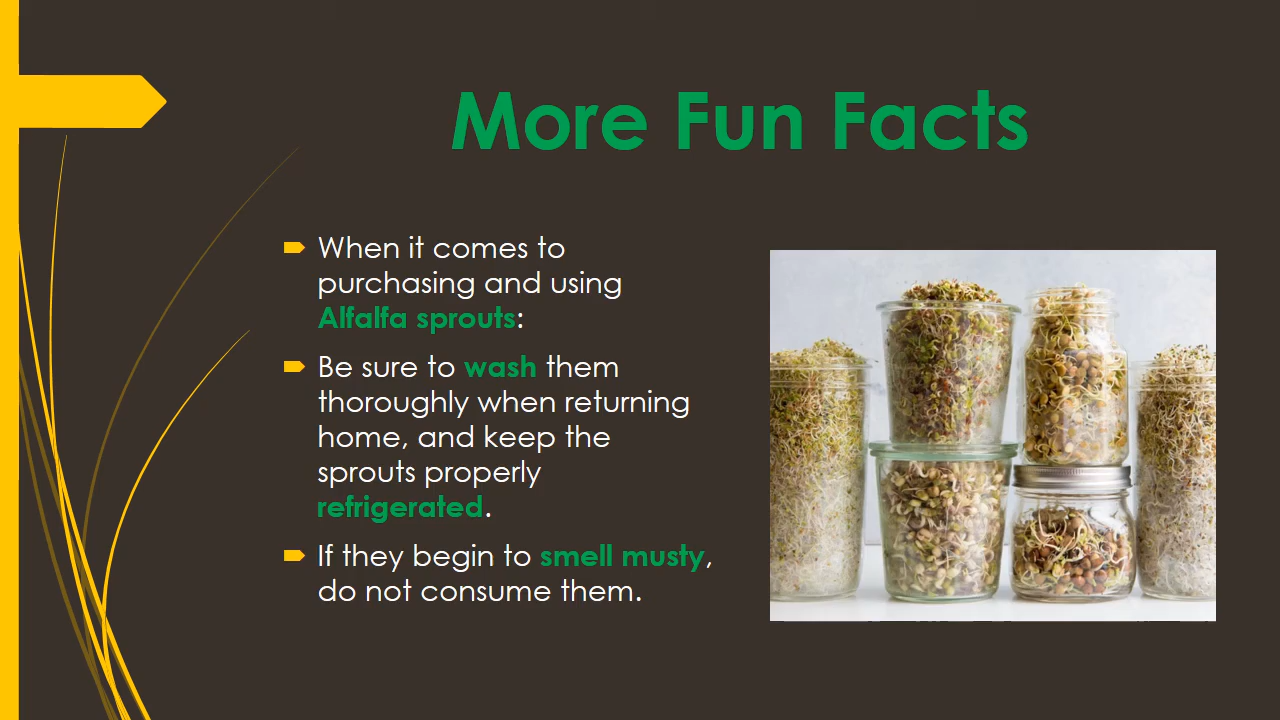 More Fun Facts
When it comes to
purchasing and using
Alfalfa sprouts:
Be sure to wash them
thoroughly when returning
home, and keep the
sprouts properly
refrigerated.
If they begin to smell musty,
do not consume them.